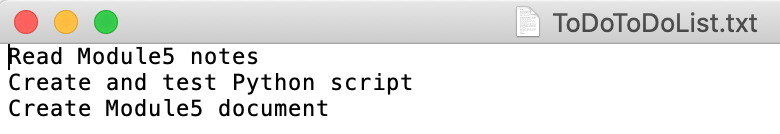 ToDoToDoList.txt
Read Module5 notes
Create and test Python script
Create Module5 document